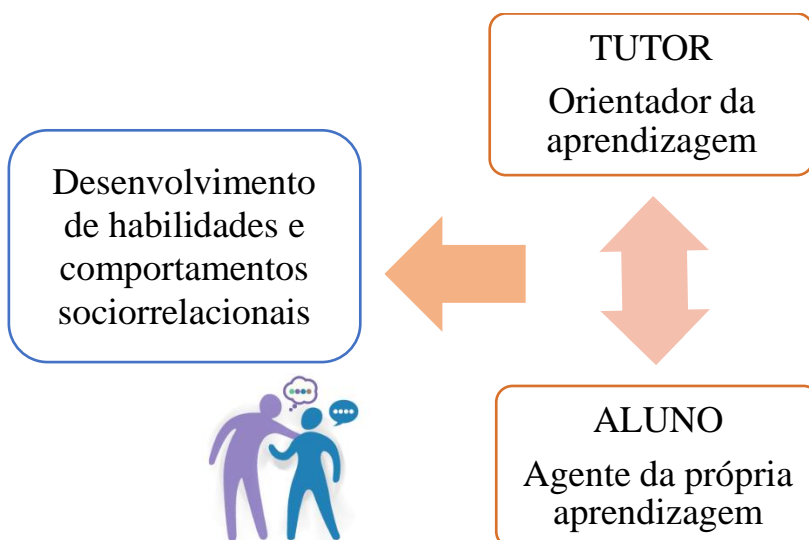 TUTOR
Orientador da
aprendizagem
Desenvolvimento
de habilidades e
comportamentos
sociorrelacionais
ALUNO
Agente da própria
aprendizagem